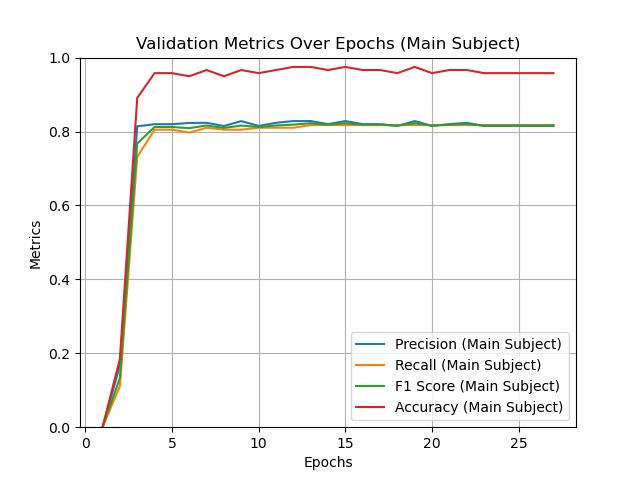 Validation Metrics Over Epochs (Main Subject)
1.0
0.8
0.6
0.4
0.2
0.0
Metrics
Precision (Main Subject)
Recall (Main Subject)
F1 Score (Main Subject)
Accuracy (Main Subject)
0 5 10 15 20 25
Epochs